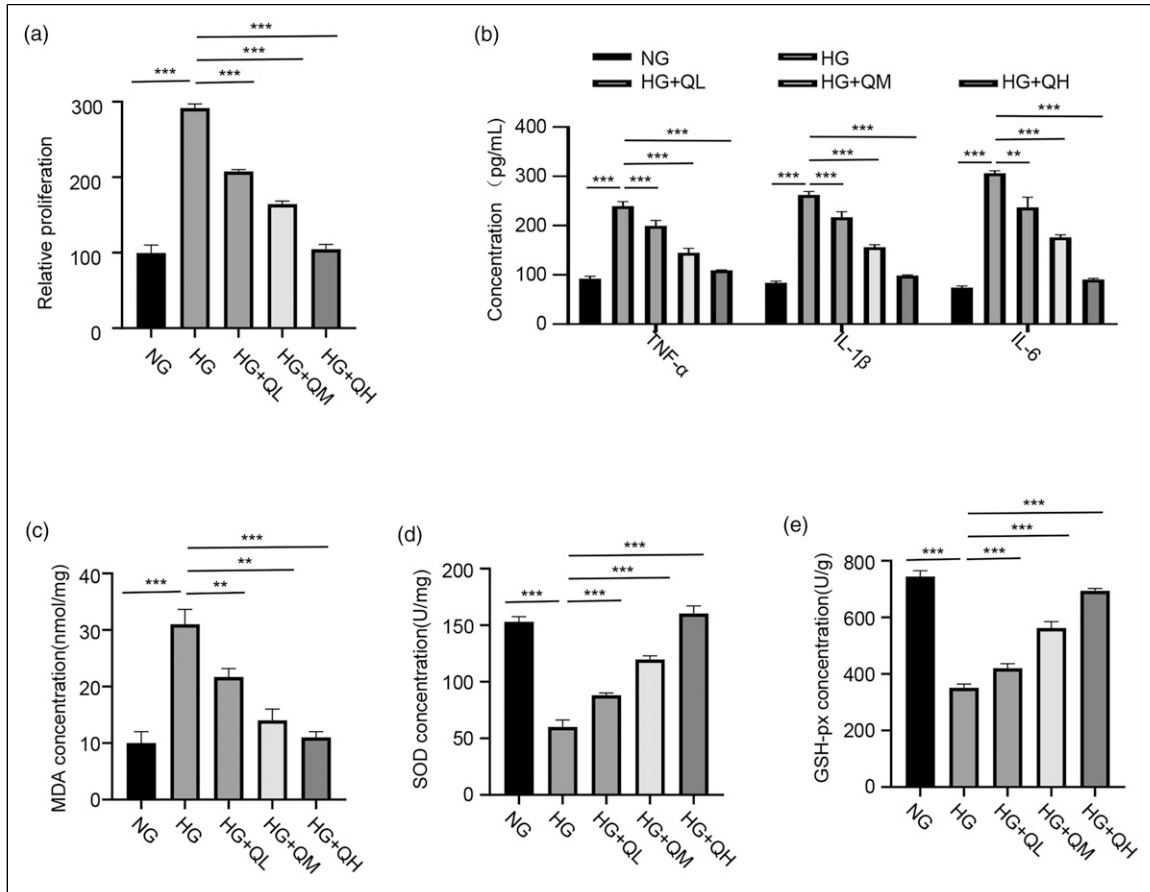 (a)
***
***
*** ***
Relative proliferation
300
200
100
0
NG
HG
HG+QL
HG+QM
HG+QH
(b)
NG HG
HG+QL HG+QM HG+QH
Concentration （pg/mL)
400
300
200
100
0
***
***
*** ***
***
***
*** ***
***
***
*** **
TNF-α
IL-1β
IL-6
(c)
***
**
*** **
MDA concentration(nmol/mg)
40
30
20
10
0
NG
HG
HG+QL
HG+QM
HG+QH
(d)
***
***
*** ***
SOD concentration(U/mg)
200
150
100
50
0
NG
HG
HG+QL
HG+QM
HG+QH
(e)
***
***
*** ***
GSH-px concentration(U/g)
800
600
400
200
0
NG
HG
HG+QL
HG+QM
HG+QH